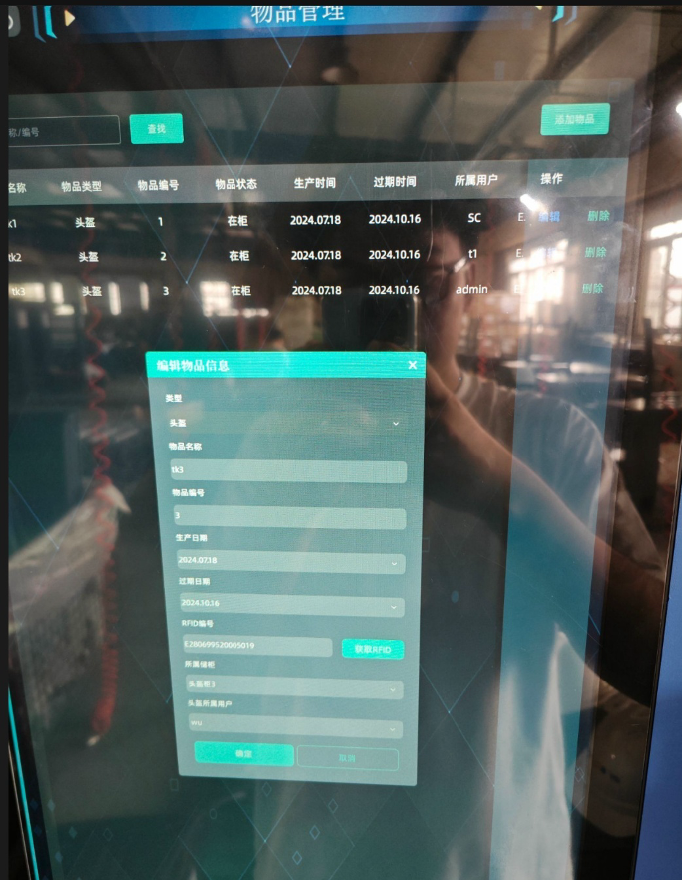 物品管理
称/编号 查找 添加物品
名称 物品类型 物品编号 物品状态 生产时间 过期时间 所属用户 操作
k1 头盔 1 在柜 2024.07.18 2024.10.16 SC E 编辑 删除
tk2 头盔 2 在柜 2024.07.18 2024.10.16 t1 E 删除
tk3 头盔 3 在柜 2024.07.18 2024.10.16 admin 删除
编辑物品信息 ×
类型
头盔
物品名称
tk3
物品编号
3
生产日期
2024.07.18
过期日期
2024.10.16
RFID编号
E280699520085019 获取RFID
所属储柜
头盔柜3
头盔所属用户
wu
确定 取消